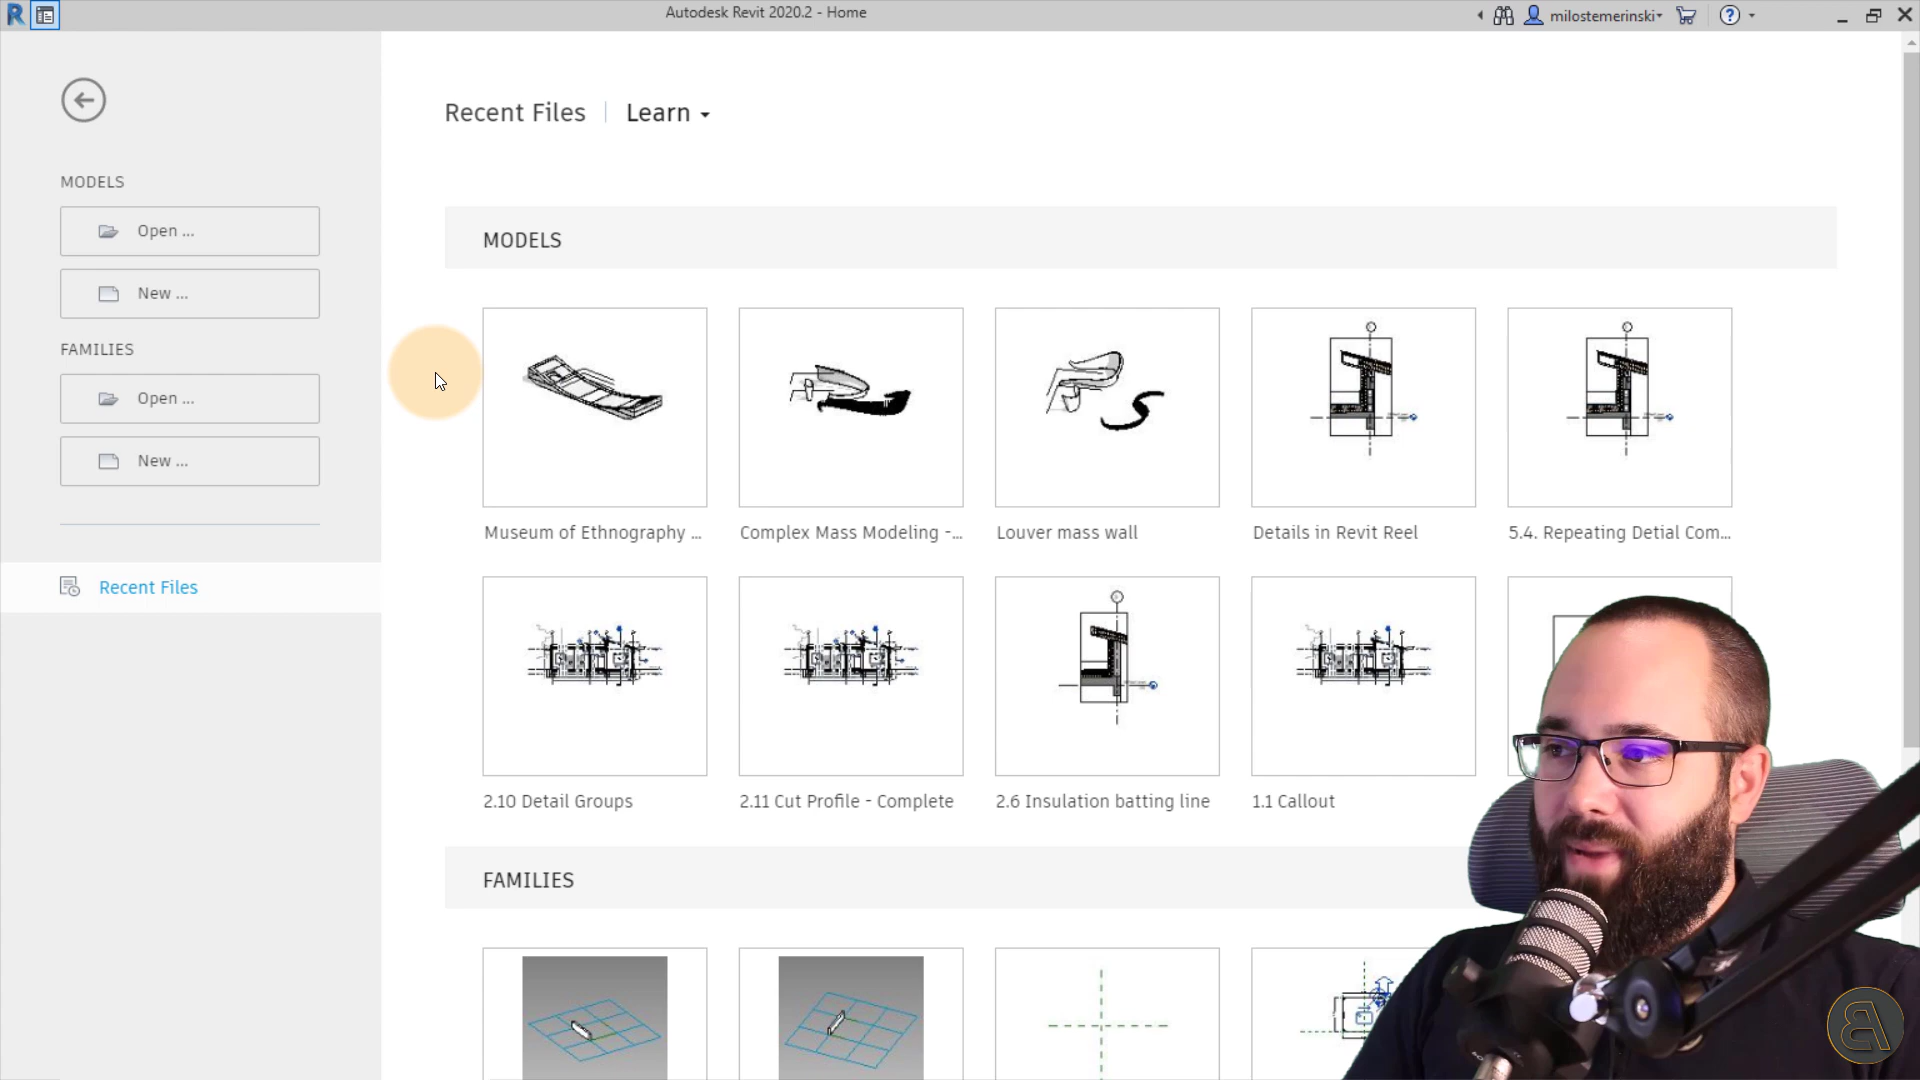 Autodesk Revit 2020.2 - Home
milostemerinski
Recent Files
Learn
MODELS
Open ...
New ...
FAMILIES
Open ...
New ...
Recent Files
MODELS
Museum of Ethnography ...
Complex Mass Modeling -...
Louver mass wall
Details in Revit Reel
5.4. Repeating Detial Com...
2.10 Detail Groups
2.11 Cut Profile - Complete
2.6 Insulation batting line
1.1 Callout
FAMILIES